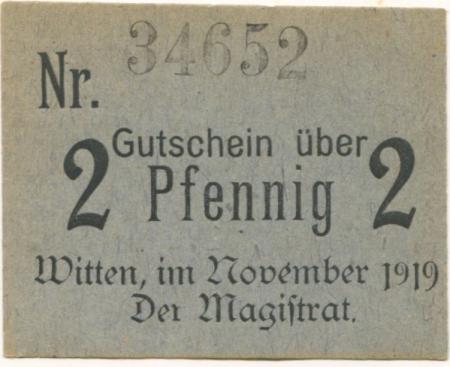 Nr. 34652
Gutschein über
2 Pfennig 2
Witten, im November 1919
Der Magiſtrat.